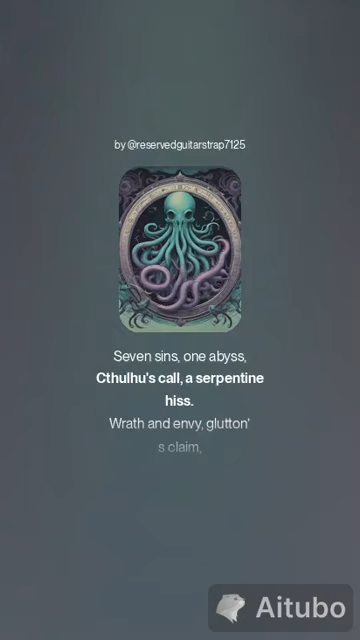 by @reservedguitarstrap7125
Seven sins, one abyss,
Cthulhu's call, a serpentine
hiss.
Wrath and envy, glutton'
s claim,
Aitubo